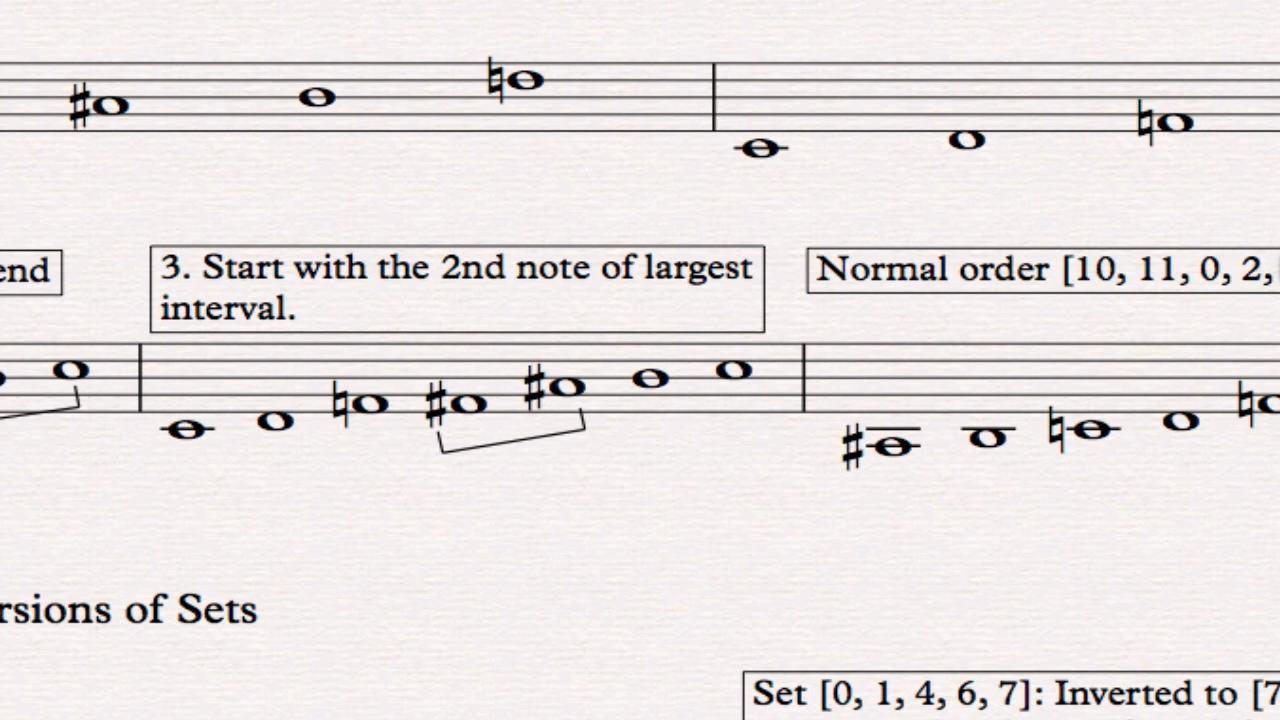 end
3. Start with the 2nd note of largest
interval.
Normal order [10, 11, 0, 2,
rsions of Sets
Set [0, 1, 4, 6, 7]: Inverted to [7